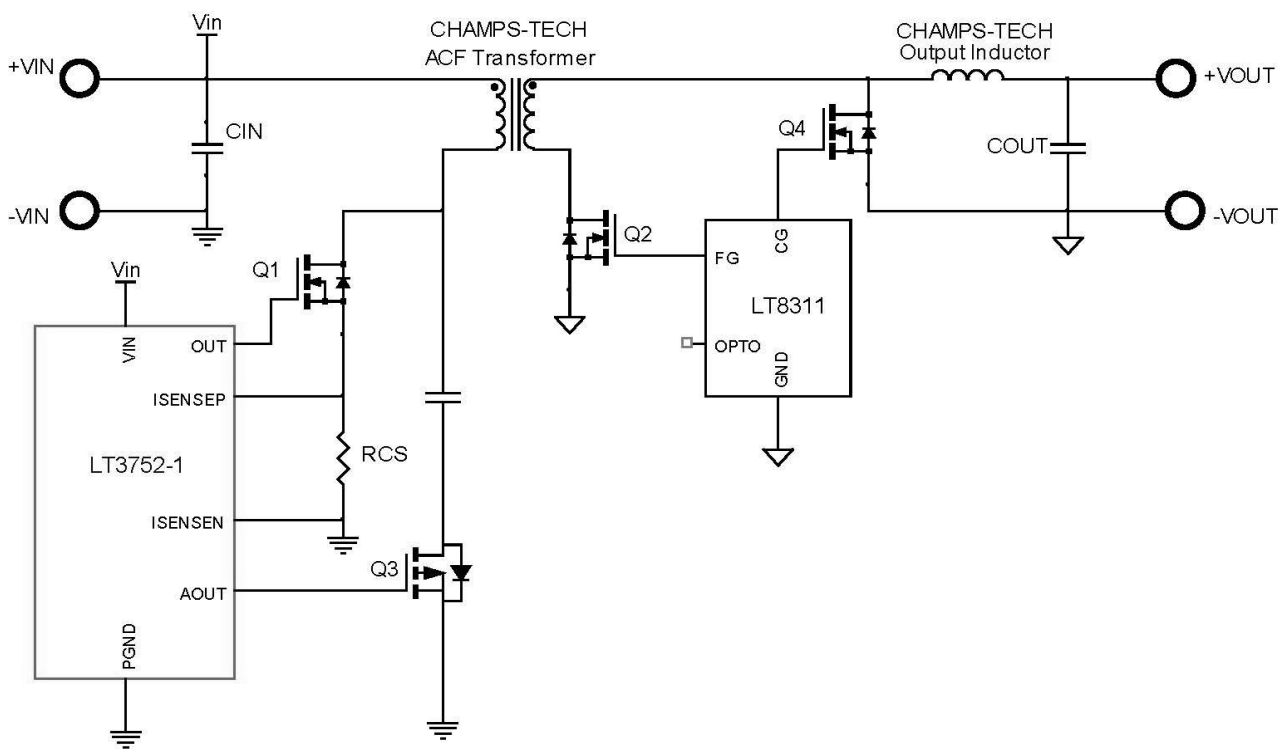 Vin
CHAMPS-TECH
ACF Transformer
CHAMPS-TECH
Output Inductor
+VIN
+VOUT
CIN
Q4
COUT
-VIN
-VOUT
Q2
CG
FG
Q1
Vin
LT8311
VIN
OUT
OPTO
GND
ISENSEP
RCS
LT3752-1
ISENSEN
Q3
AOUT
PGND